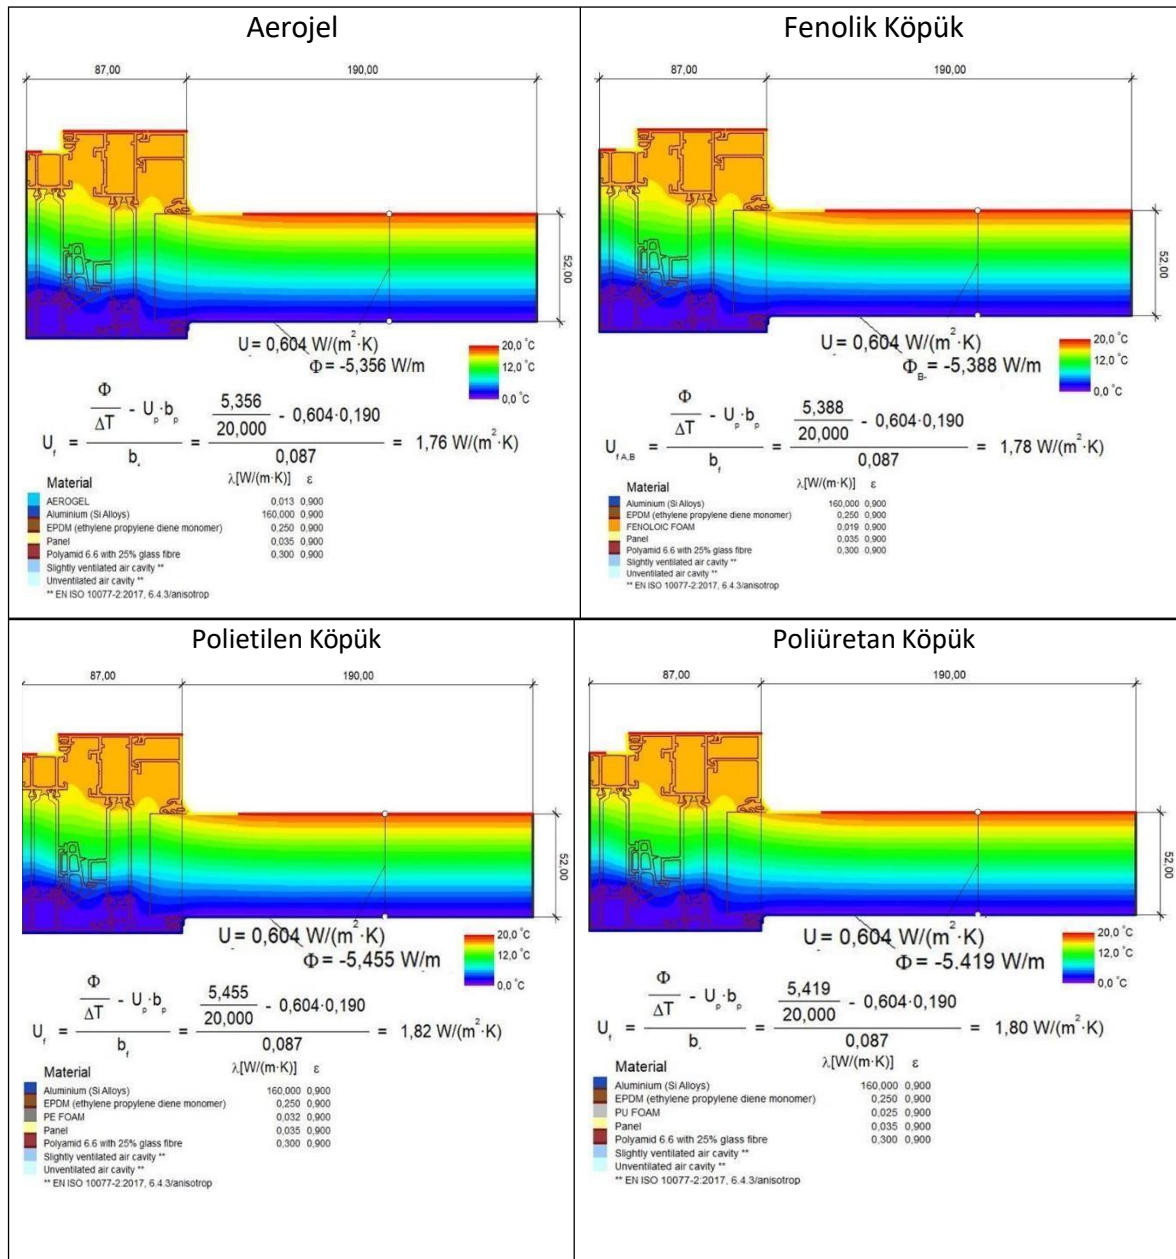 Aerojel
87,00
190,00
52,00
U = 0,604 W/(m²·K)
Φ = -5,356 W/m
20,0 °C
12,0 °C
0,0 °C
U_f = (Φ/ΔT - U_p·b_p)/b = (5,356/20,000 - 0,604·0,190)/0,087 = 1,76 W/(m²·K)
Material λ[W/(m·K)] ε
AEROGEL 0,013 0,900
Aluminium (Si Alloys) 160,000 0,900
EPDM (ethylene propylene diene monomer) 0,250 0,900
Panel 0,035 0,900
Polyamid 6.6 with 25% glass fibre 0,300 0,900
Slightly ventilated air cavity **
Unventilated air cavity **
** EN ISO 10077-2:2017, 6.4.3/anisotrop
Fenolik Köpük
87,00
190,00
52,00
U = 0,604 W/(m²·K)
Φ_B- = -5,388 W/m
20,0 °C
12,0 °C
0,0 °C
U_f A,B = (Φ/ΔT - U_p·b_p)/b_f = (5,388/20,000 - 0,604·0,190)/0,087 = 1,78 W/(m²·K)
Material λ[W/(m·K)] ε
Aluminium (Si Alloys) 160,000 0,900
EPDM (ethylene propylene diene monomer) 0,250 0,900
FENOLOIC FOAM 0,019 0,900
Panel 0,035 0,900
Polyamid 6.6 with 25% glass fibre 0,300 0,900
Slightly ventilated air cavity **
Unventilated air cavity **
** EN ISO 10077-2:2017, 6.4.3/anisotrop
Polietilen Köpük
87,00
190,00
52,00
U = 0,604 W/(m²·K)
Φ = -5,455 W/m
20,0 °C
12,0 °C
0,0 °C
U_f = (Φ/ΔT - U_p·b_p)/b_f = (5,455/20,000 - 0,604·0,190)/0,087 = 1,82 W/(m²·K)
Material λ[W/(m·K)] ε
Aluminium (Si Alloys) 160,000 0,900
EPDM (ethylene propylene diene monomer) 0,250 0,900
PE FOAM 0,032 0,900
Panel 0,035 0,900
Polyamid 6.6 with 25% glass fibre 0,300 0,900
Slightly ventilated air cavity **
Unventilated air cavity **
** EN ISO 10077-2:2017, 6.4.3/anisotrop
Poliüretan Köpük
87,00
190,00
52,00
U = 0,604 W/(m²·K)
Φ = -5.419 W/m
20,0 °C
12,0 °C
0,0 °C
U_f = (Φ/ΔT - U_p·b_p)/b = (5,419/20,000 - 0,604·0,190)/0,087 = 1,80 W/(m²·K)
Material λ[W/(m·K)] ε
Aluminium (Si Alloys) 160,000 0,900
EPDM (ethylene propylene diene monomer) 0,250 0,900
PU FOAM 0,025 0,900
Panel 0,035 0,900
Polyamid 6.6 with 25% glass fibre 0,300 0,900
Slightly ventilated air cavity **
Unventilated air cavity **
** EN ISO 10077-2:2017, 6.4.3/anisotrop